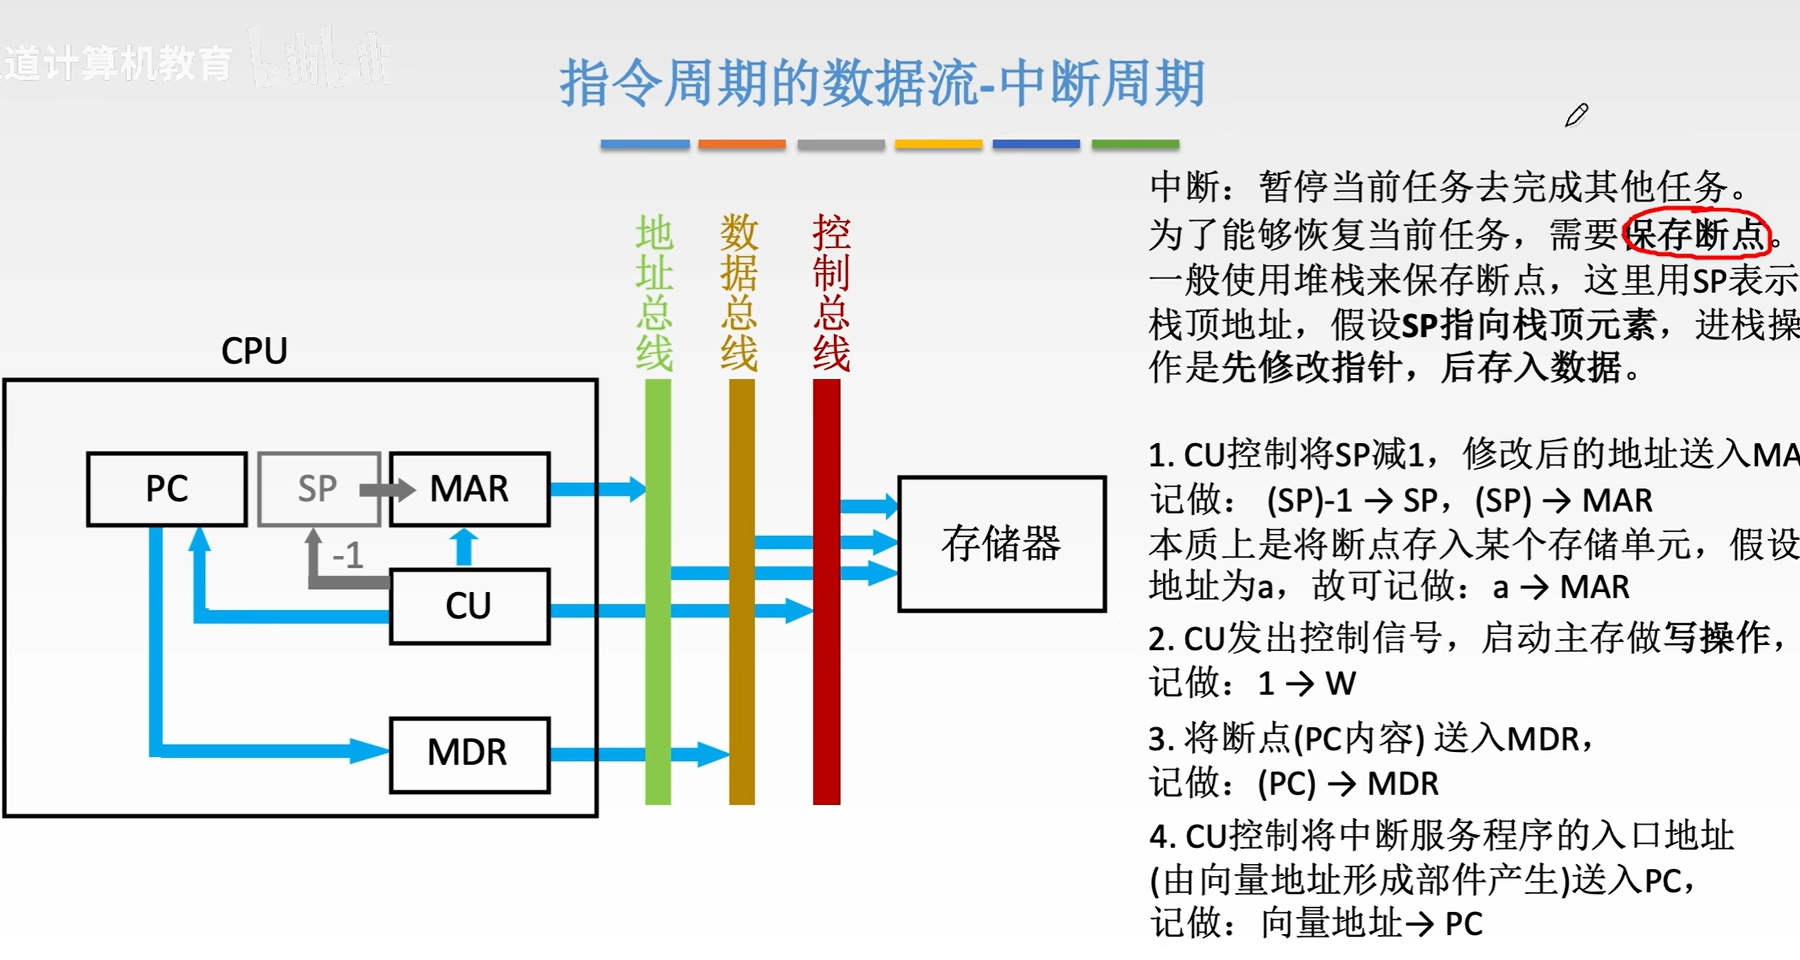 道计算机教育 bilibili
指令周期的数据流-中断周期
中断：暂停当前任务去完成其他任务。
为了能够恢复当前任务，需要保存断点。
一般使用堆栈来保存断点，这里用SP表示
栈顶地址，假设SP指向栈顶元素，进栈操
作是先修改指针，后存入数据。
1. CU控制将SP减1，修改后的地址送入MA
记做： (SP)-1 → SP，(SP) → MAR
本质上是将断点存入某个存储单元，假设
地址为a，故可记做：a → MAR
2. CU发出控制信号，启动主存做写操作，
记做：1 → W
3. 将断点(PC内容) 送入MDR，
记做：(PC) → MDR
4. CU控制将中断服务程序的入口地址
(由向量地址形成部件产生)送入PC，
记做：向量地址→ PC
地址总线
数据总线
控制总线
CPU
PC
SP
MAR
-1
CU
MDR
存储器